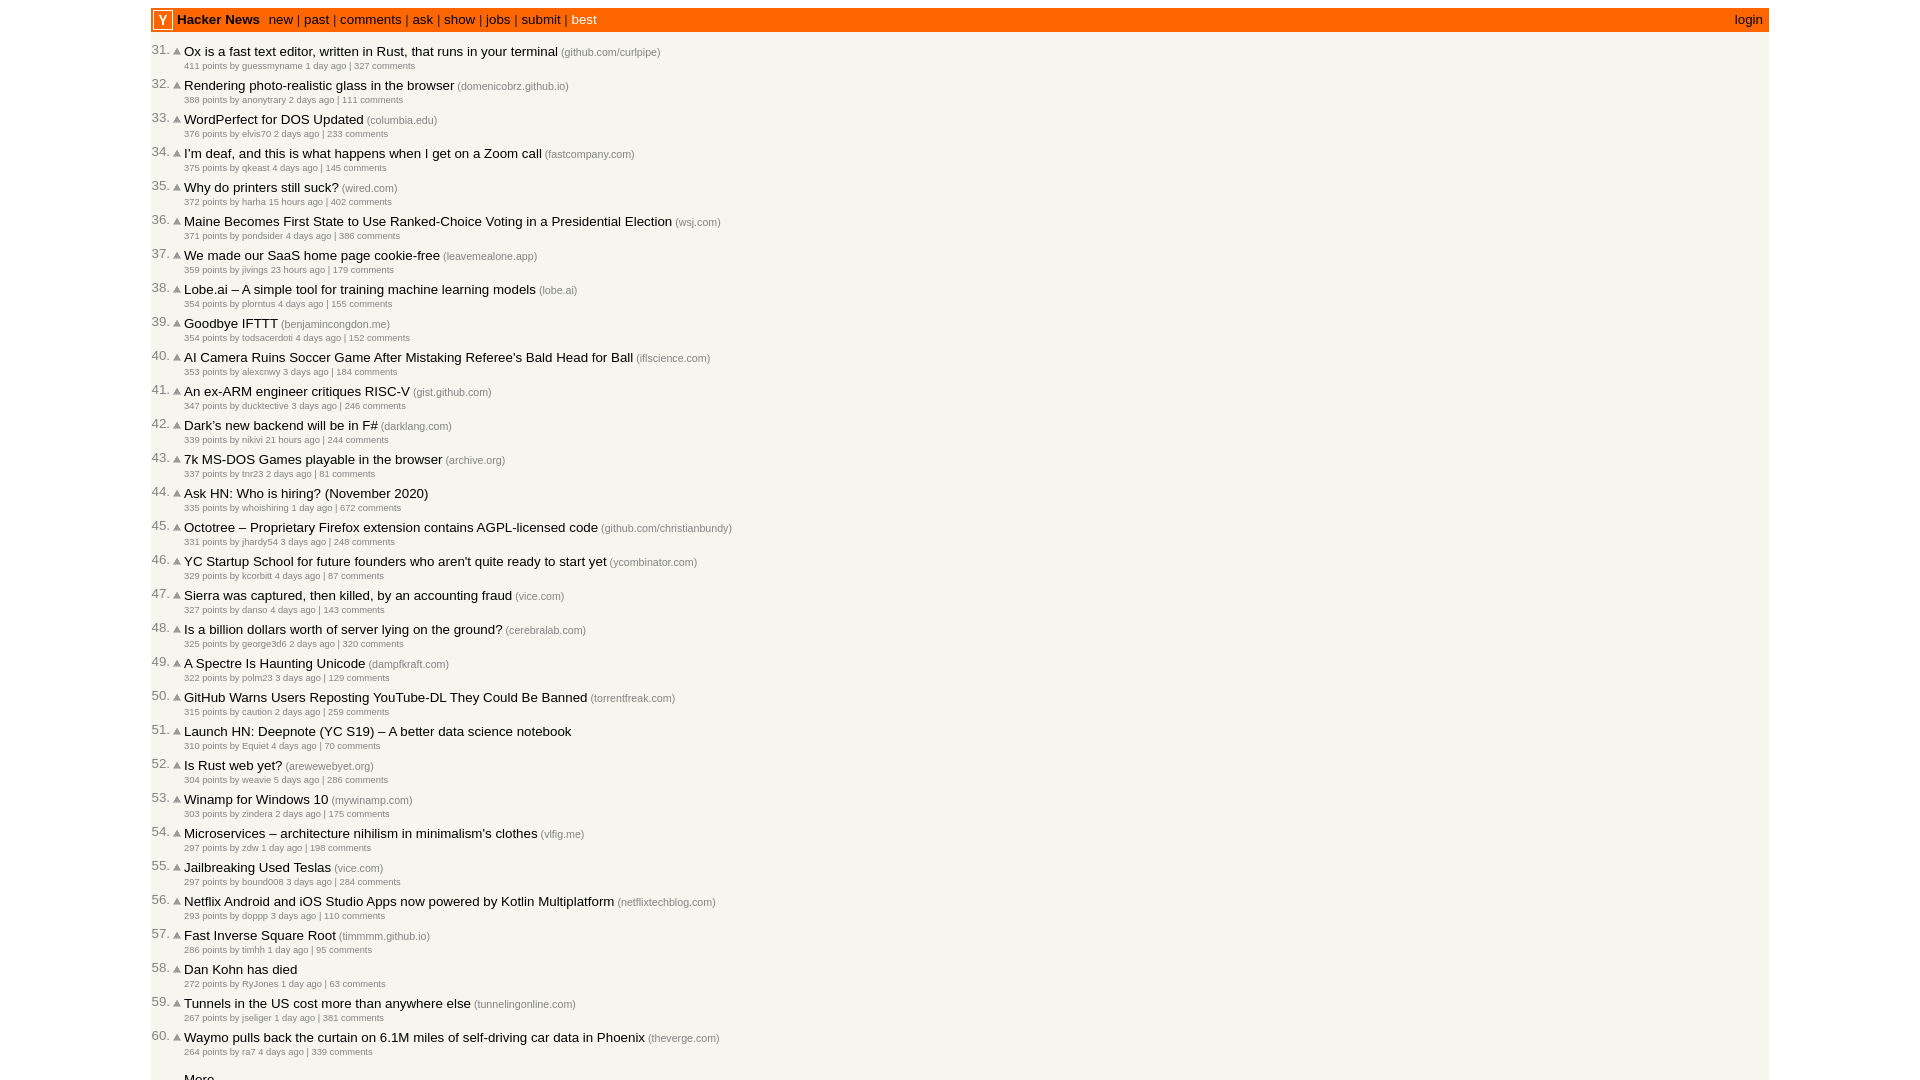 Y Hacker News new | past | comments | ask | show | jobs | submit | best login
31. Ox is a fast text editor, written in Rust, that runs in your terminal (github.com/curlpipe)
411 points by guessmyname 1 day ago | 327 comments
32. Rendering photo-realistic glass in the browser (domenicobrz.github.io)
388 points by anonytrary 2 days ago | 111 comments
33. WordPerfect for DOS Updated (columbia.edu)
376 points by elvis70 2 days ago | 233 comments
34. I’m deaf, and this is what happens when I get on a Zoom call (fastcompany.com)
375 points by qkeast 4 days ago | 145 comments
35. Why do printers still suck? (wired.com)
372 points by harha 15 hours ago | 402 comments
36. Maine Becomes First State to Use Ranked-Choice Voting in a Presidential Election (wsj.com)
371 points by pondsider 4 days ago | 386 comments
37. We made our SaaS home page cookie-free (leavemealone.app)
359 points by jivings 23 hours ago | 179 comments
38. Lobe.ai – A simple tool for training machine learning models (lobe.ai)
354 points by plorntus 4 days ago | 155 comments
39. Goodbye IFTTT (benjamincongdon.me)
354 points by todsacerdoti 4 days ago | 152 comments
40. AI Camera Ruins Soccer Game After Mistaking Referee's Bald Head for Ball (iflscience.com)
353 points by alexcnwy 3 days ago | 184 comments
41. An ex-ARM engineer critiques RISC-V (gist.github.com)
347 points by ducktective 3 days ago | 246 comments
42. Dark’s new backend will be in F# (darklang.com)
339 points by nikivi 21 hours ago | 244 comments
43. 7k MS-DOS Games playable in the browser (archive.org)
337 points by tnr23 2 days ago | 81 comments
44. Ask HN: Who is hiring? (November 2020)
335 points by whoishiring 1 day ago | 672 comments
45. Octotree – Proprietary Firefox extension contains AGPL-licensed code (github.com/christianbundy)
331 points by jhardy54 3 days ago | 248 comments
46. YC Startup School for future founders who aren't quite ready to start yet (ycombinator.com)
329 points by kcorbitt 4 days ago | 87 comments
47. Sierra was captured, then killed, by an accounting fraud (vice.com)
327 points by danso 4 days ago | 143 comments
48. Is a billion dollars worth of server lying on the ground? (cerebralab.com)
325 points by george3d6 2 days ago | 320 comments
49. A Spectre Is Haunting Unicode (dampfkraft.com)
322 points by polm23 3 days ago | 129 comments
50. GitHub Warns Users Reposting YouTube-DL They Could Be Banned (torrentfreak.com)
315 points by caution 2 days ago | 259 comments
51. Launch HN: Deepnote (YC S19) – A better data science notebook
310 points by Equiet 4 days ago | 70 comments
52. Is Rust web yet? (arewewebyet.org)
304 points by weavie 5 days ago | 286 comments
53. Winamp for Windows 10 (mywinamp.com)
303 points by zindera 2 days ago | 175 comments
54. Microservices – architecture nihilism in minimalism's clothes (vlfig.me)
297 points by zdw 1 day ago | 198 comments
55. Jailbreaking Used Teslas (vice.com)
297 points by bound008 3 days ago | 284 comments
56. Netflix Android and iOS Studio Apps now powered by Kotlin Multiplatform (netflixtechblog.com)
293 points by doppp 3 days ago | 110 comments
57. Fast Inverse Square Root (timmmm.github.io)
286 points by timhh 1 day ago | 95 comments
58. Dan Kohn has died
272 points by RyJones 1 day ago | 63 comments
59. Tunnels in the US cost more than anywhere else (tunnelingonline.com)
267 points by jseliger 1 day ago | 381 comments
60. Waymo pulls back the curtain on 6.1M miles of self-driving car data in Phoenix (theverge.com)
264 points by ra7 4 days ago | 339 comments
More